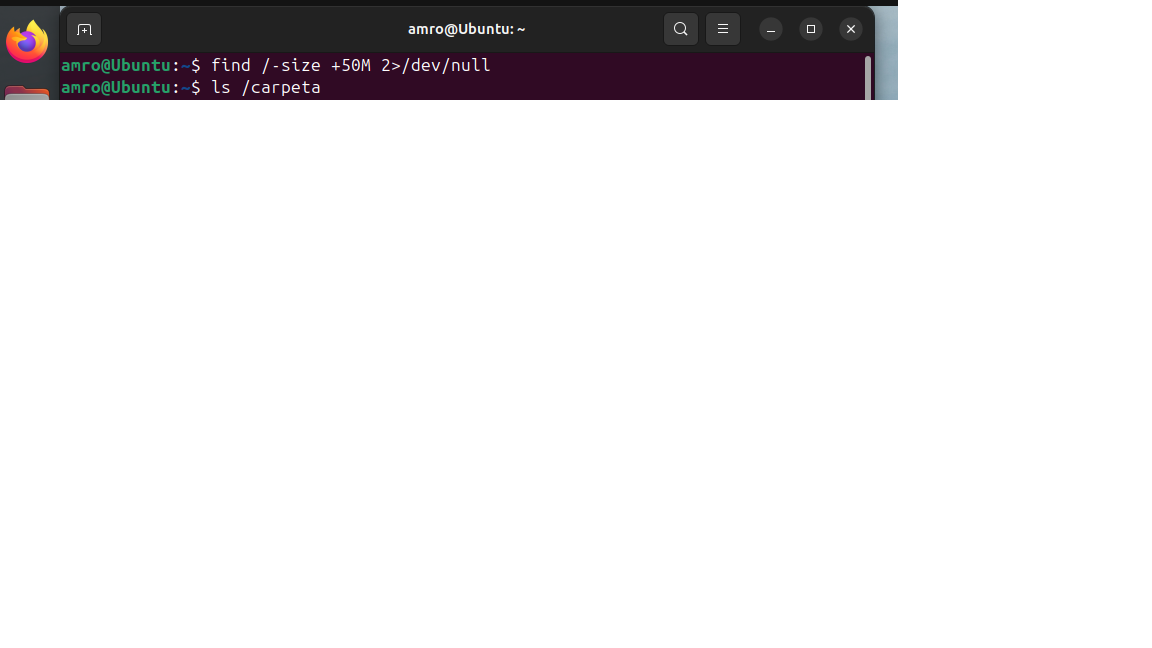 amro@Ubuntu: ~
amro@Ubuntu:~$ find /-size +50M 2>/dev/null
amro@Ubuntu:~$ ls /carpeta